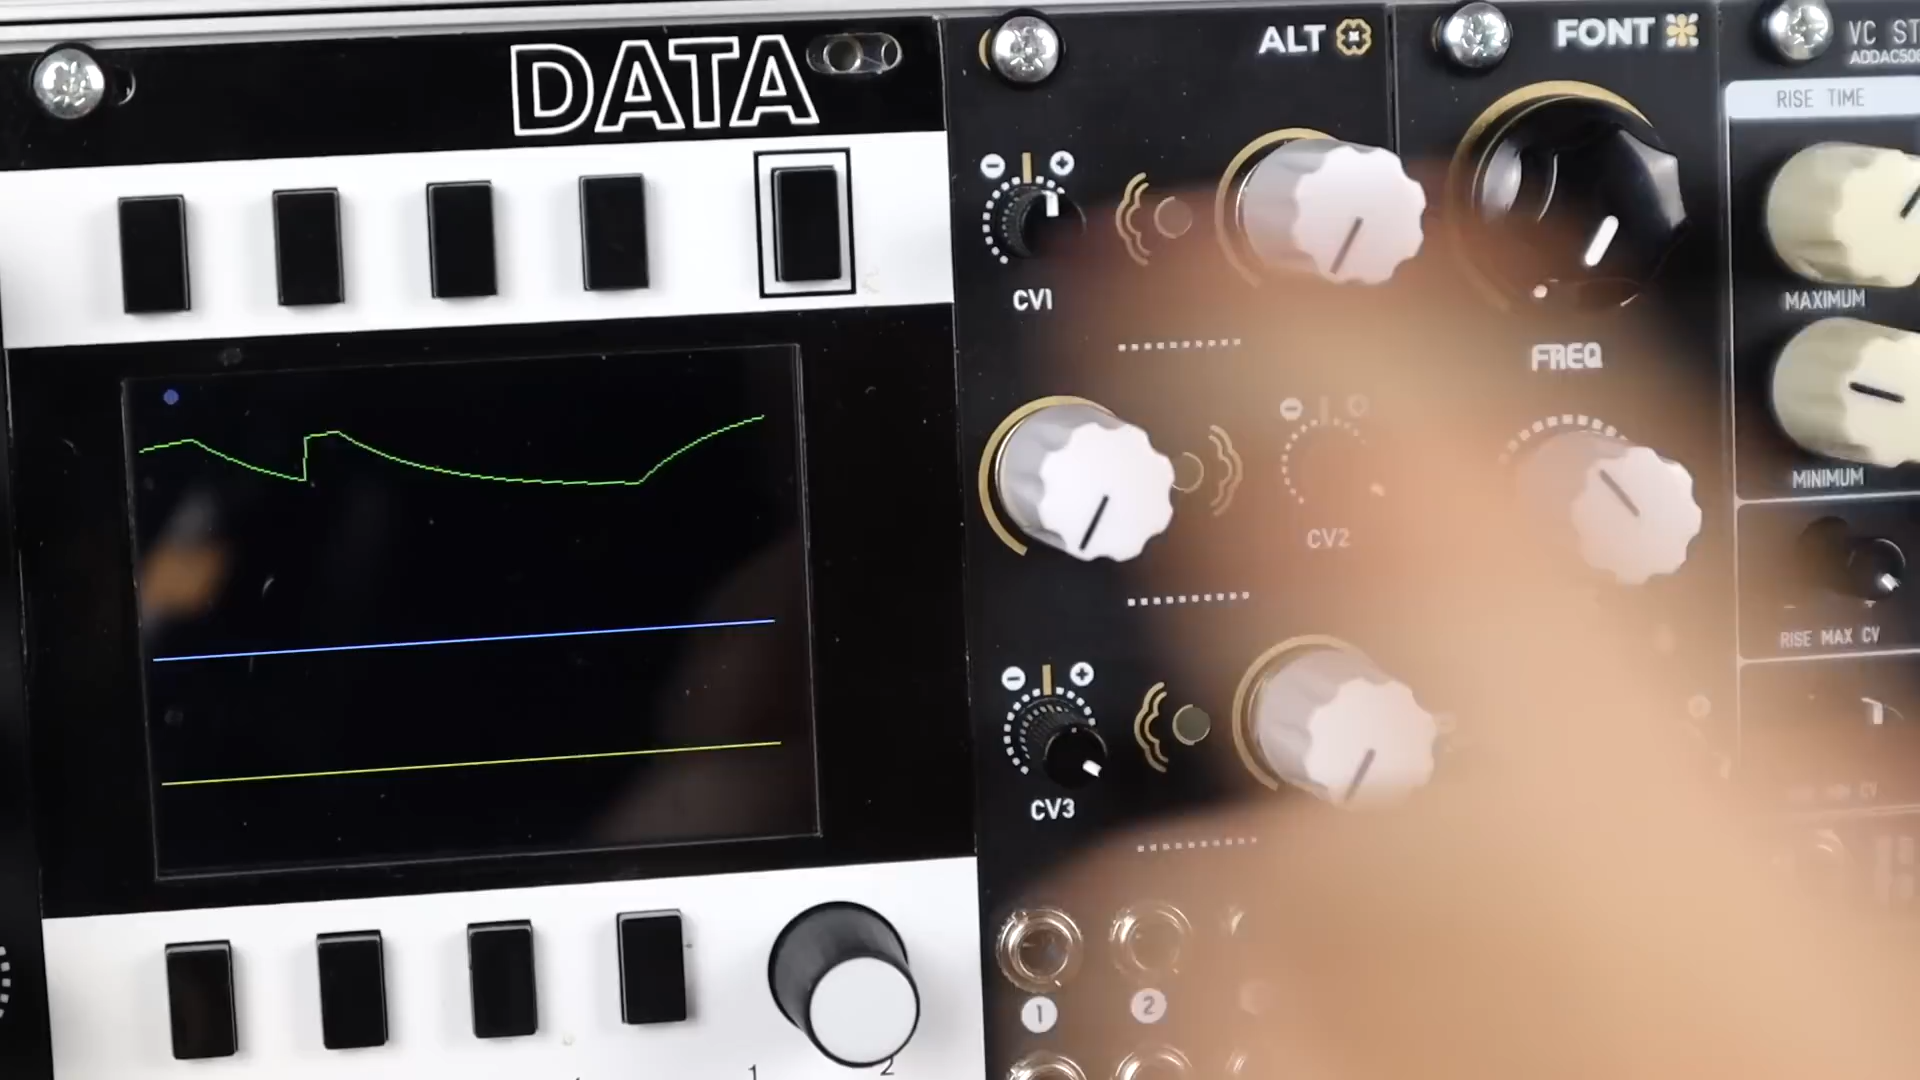 DATA
ALT
FONT
VC ST
ADDAC50
RISE TIME
CV1
MAXIMUM
FREQ
MINIMUM
CV2
RISE MAX CV
CV3
1
2
1
2